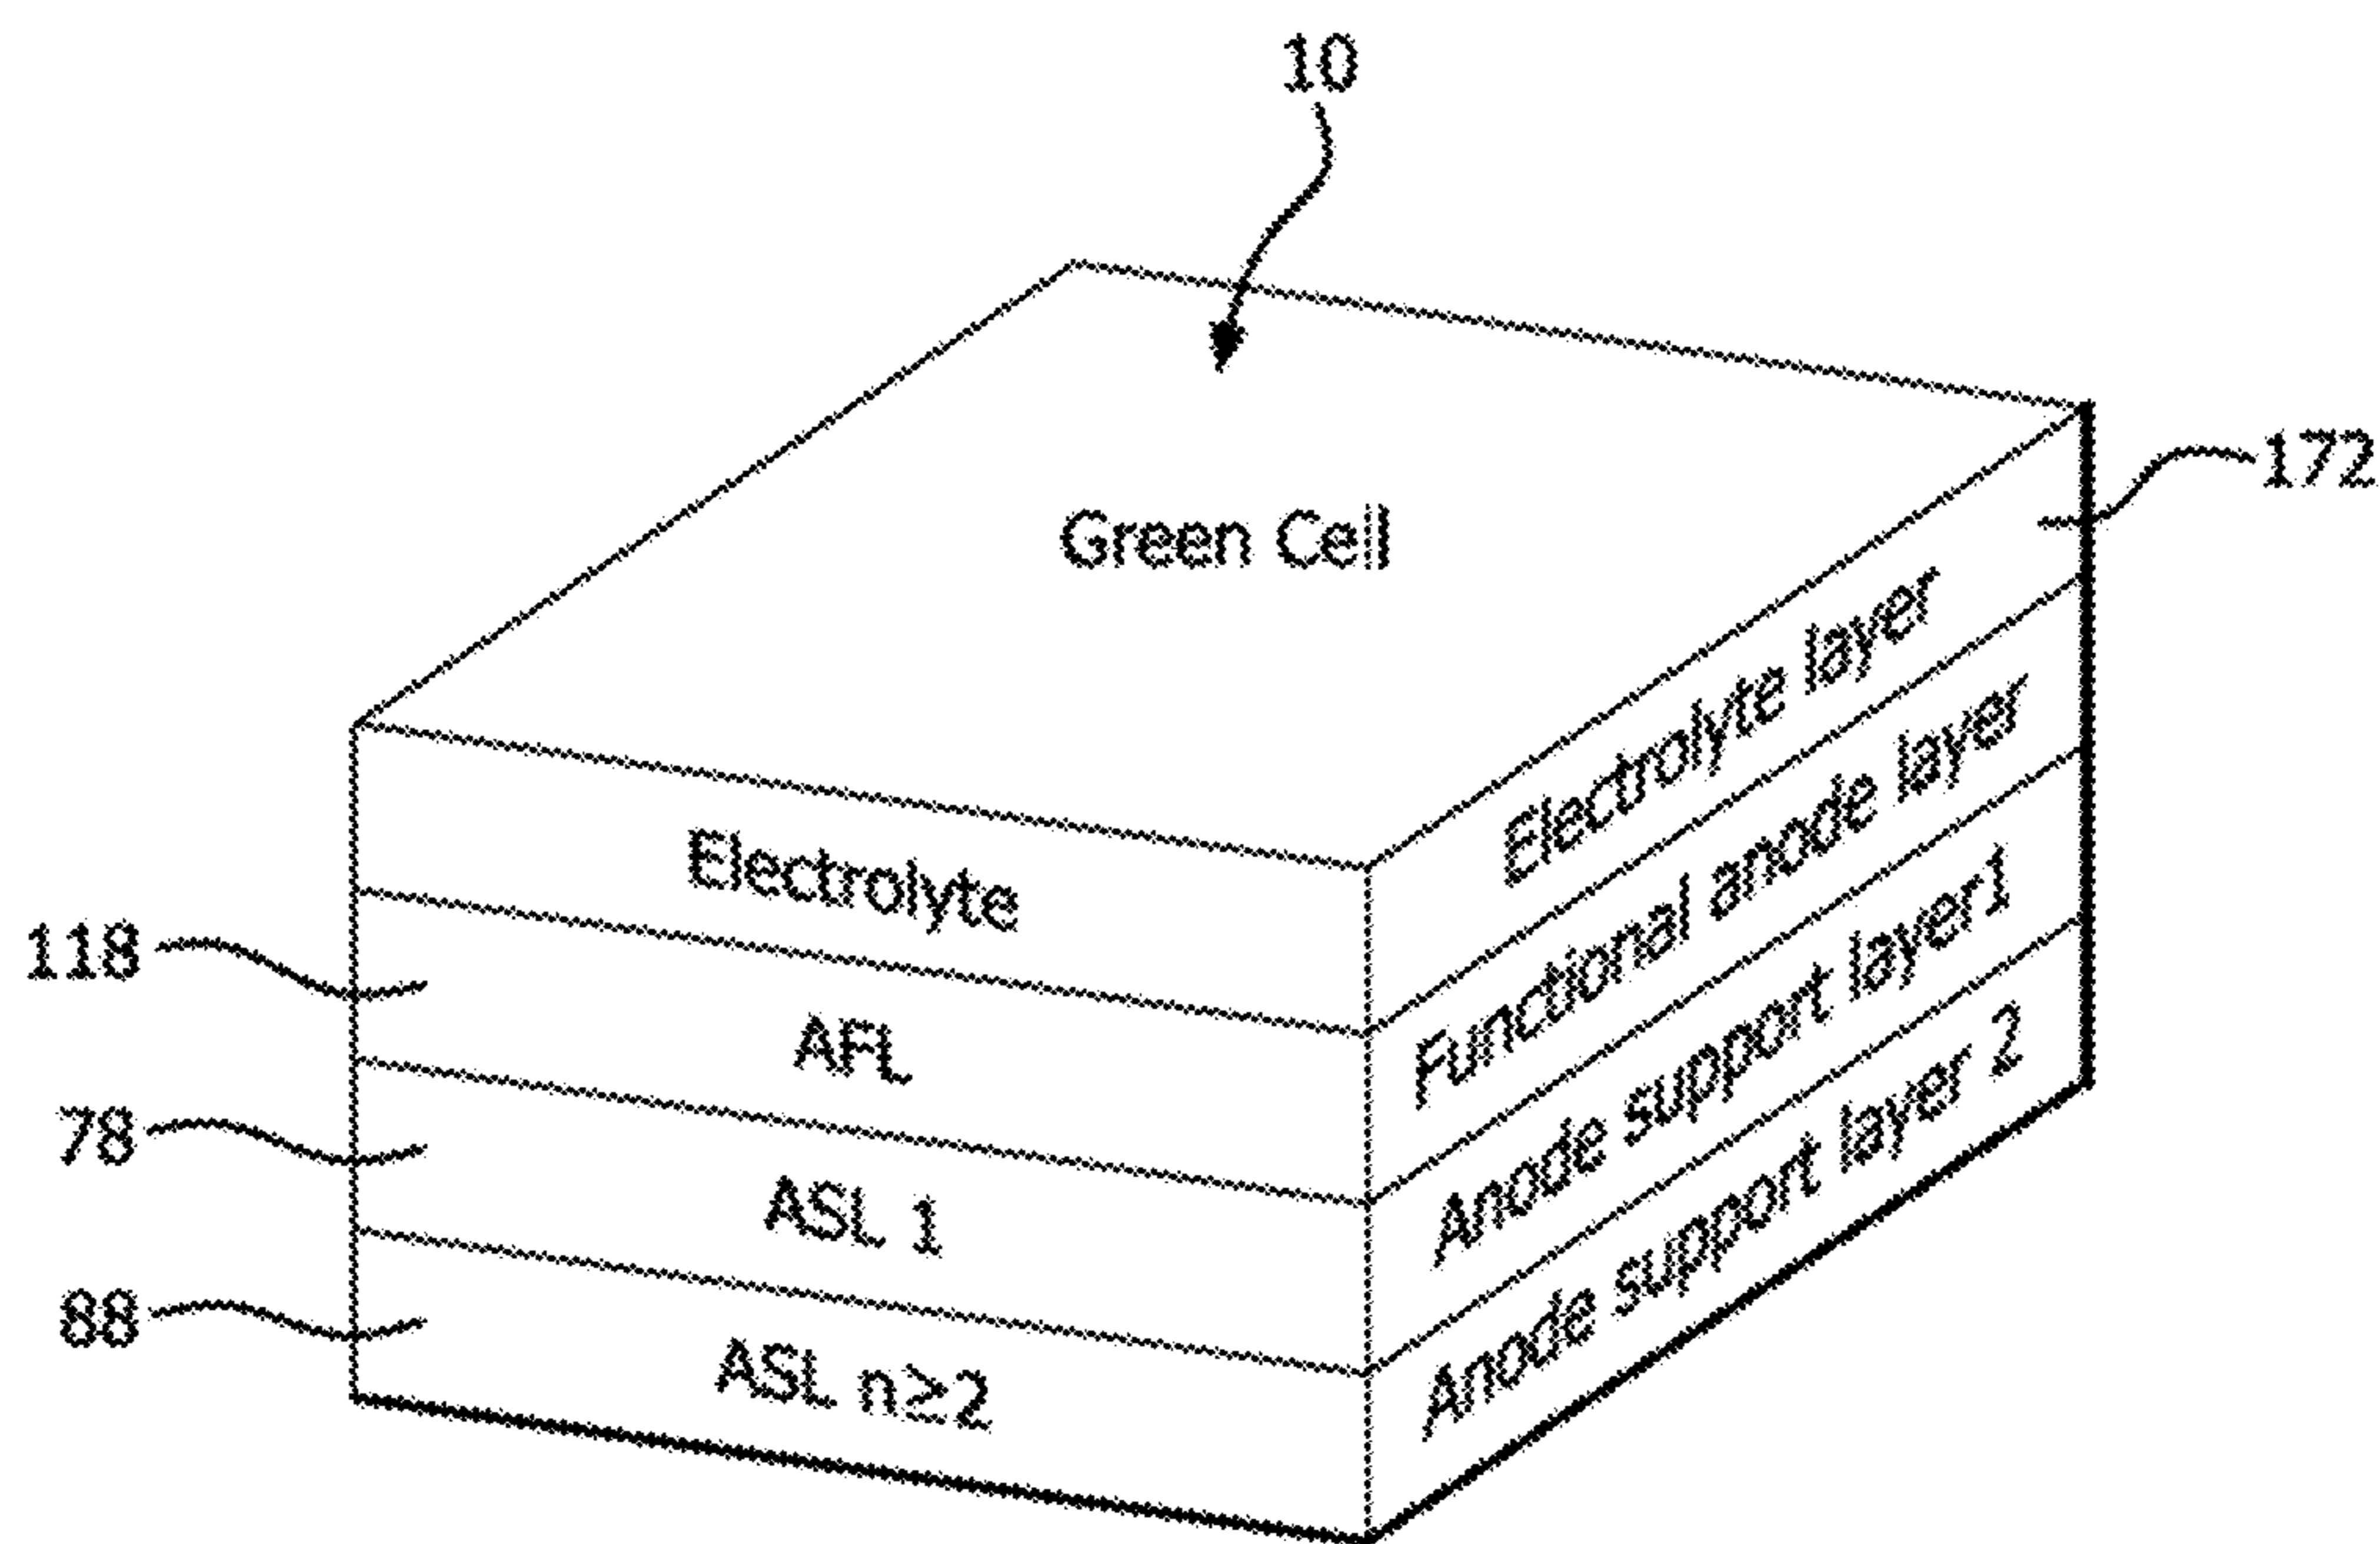 10
172
Green Cell
Electrolyte layer
Functional anode layer
Anode support layer1
Anode support layer 2
Electrolyte
118
AFL
78
ASL 1
88
ASL n≥2